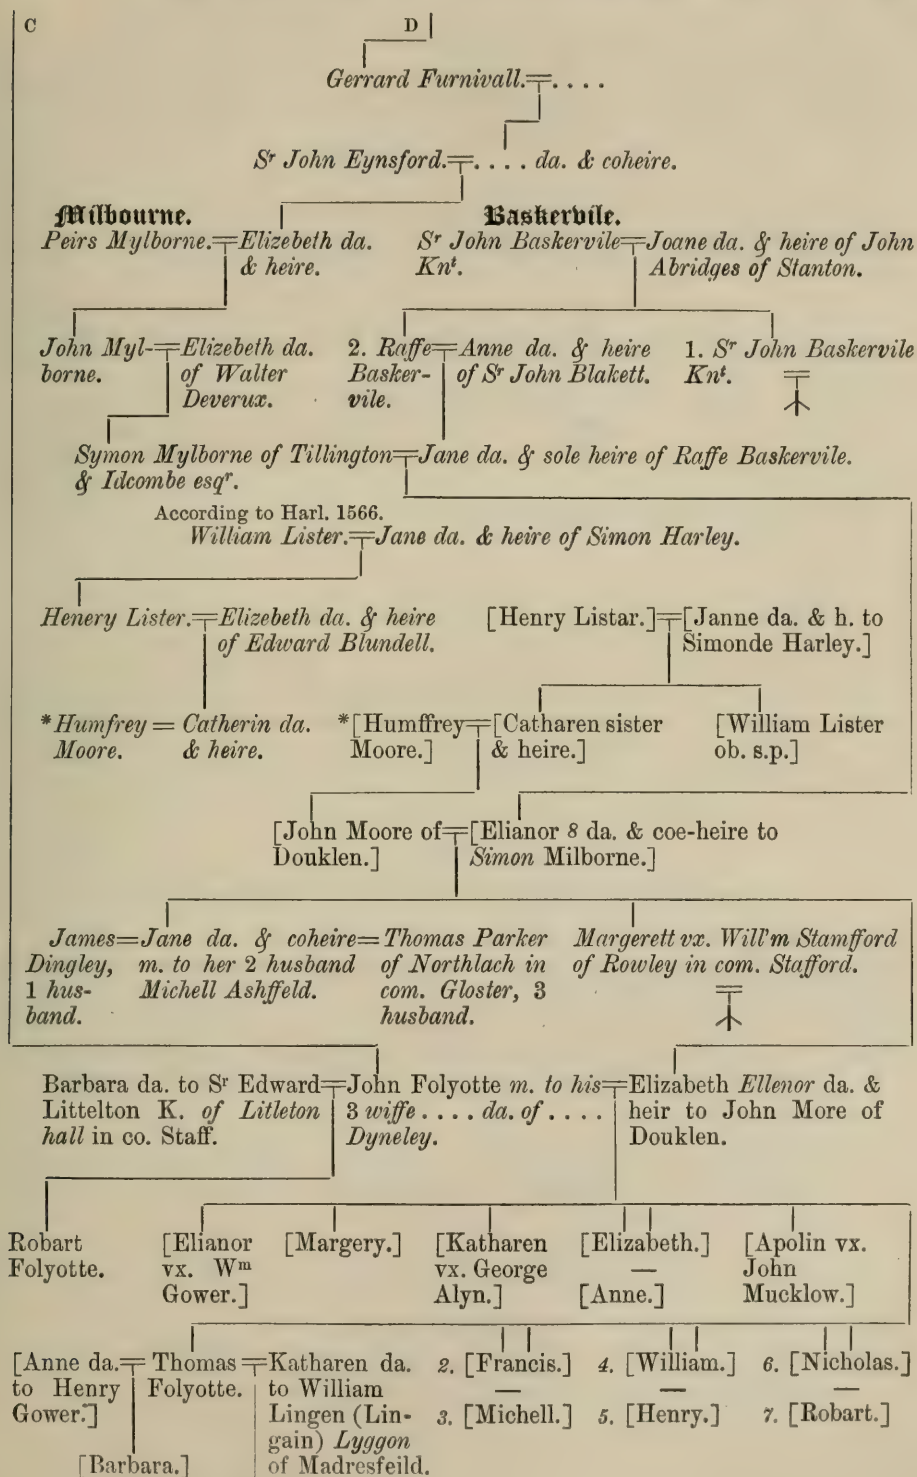 C D
Gerrard Furnivall. . . . .
Sr John Eynsford. . . . . da. & coheire.
Milbourne. Baskervile.
Peirs Mylborne. Elizebeth da. Sr John Baskervile Joane da. & heire of John
& heire. Knt. Abridges of Stanton.
John Myl- Elizebeth da. 2. Raffe Anne da. & heire 1. Sr John Baskervile
borne. of Walter Basker- of Sr John Blakett. Knt.
Deverux. vile.
Symon Mylborne of Tillington Jane da. & sole heire of Raffe Baskervile.
& Idcombe esqr.
According to Harl. 1566.
William Lister. Jane da. & heire of Simon Harley.
Henery Lister. Elizebeth da. & heire [Henry Listar.] [Janne da. & h. to
of Edward Blundell. Simonde Harley.]
*Humfrey = Catherin da. *[Humffrey [Catharen sister [William Lister
Moore. & heire. Moore.] & heire.] ob. s.p.]
[John Moore of [Elianor 8 da. & coe-heire to
Douklen.] Simon Milborne.]
James = Jane da. & coheire = Thomas Parker Margerett vx. Will'm Stamfford
Dingley, m. to her 2 husband of Northlach in of Rowley in com. Stafford.
1 hus- Michell Ashffeld. com. Gloster, 3
band. husband.
Barbara da. to Sr Edward John Folyotte m. to his Elizabeth Ellenor da. &
Littelton K. of Litleton 3 wiffe . . . . da. of . . . . heir to John More of
hall in co. Staff. Dyneley. Douklen.
Robart [Elianor [Margery.] [Katharen [Elizabeth.] [Apolin vx.
Folyotte. vx. Wm vx. George — John
Gower.] Alyn.] [Anne.] Mucklow.]
[Anne da. Thomas Katharen da. 2. [Francis.] 4. [William.] 6. [Nicholas.]
to Henry Folyotte. to William — — —
Gower.] Lingen (Lin- 3. [Michell.] 5. [Henry.] 7. [Robart.]
gain) Lyggon
[Barbara.] of Madresfeild.